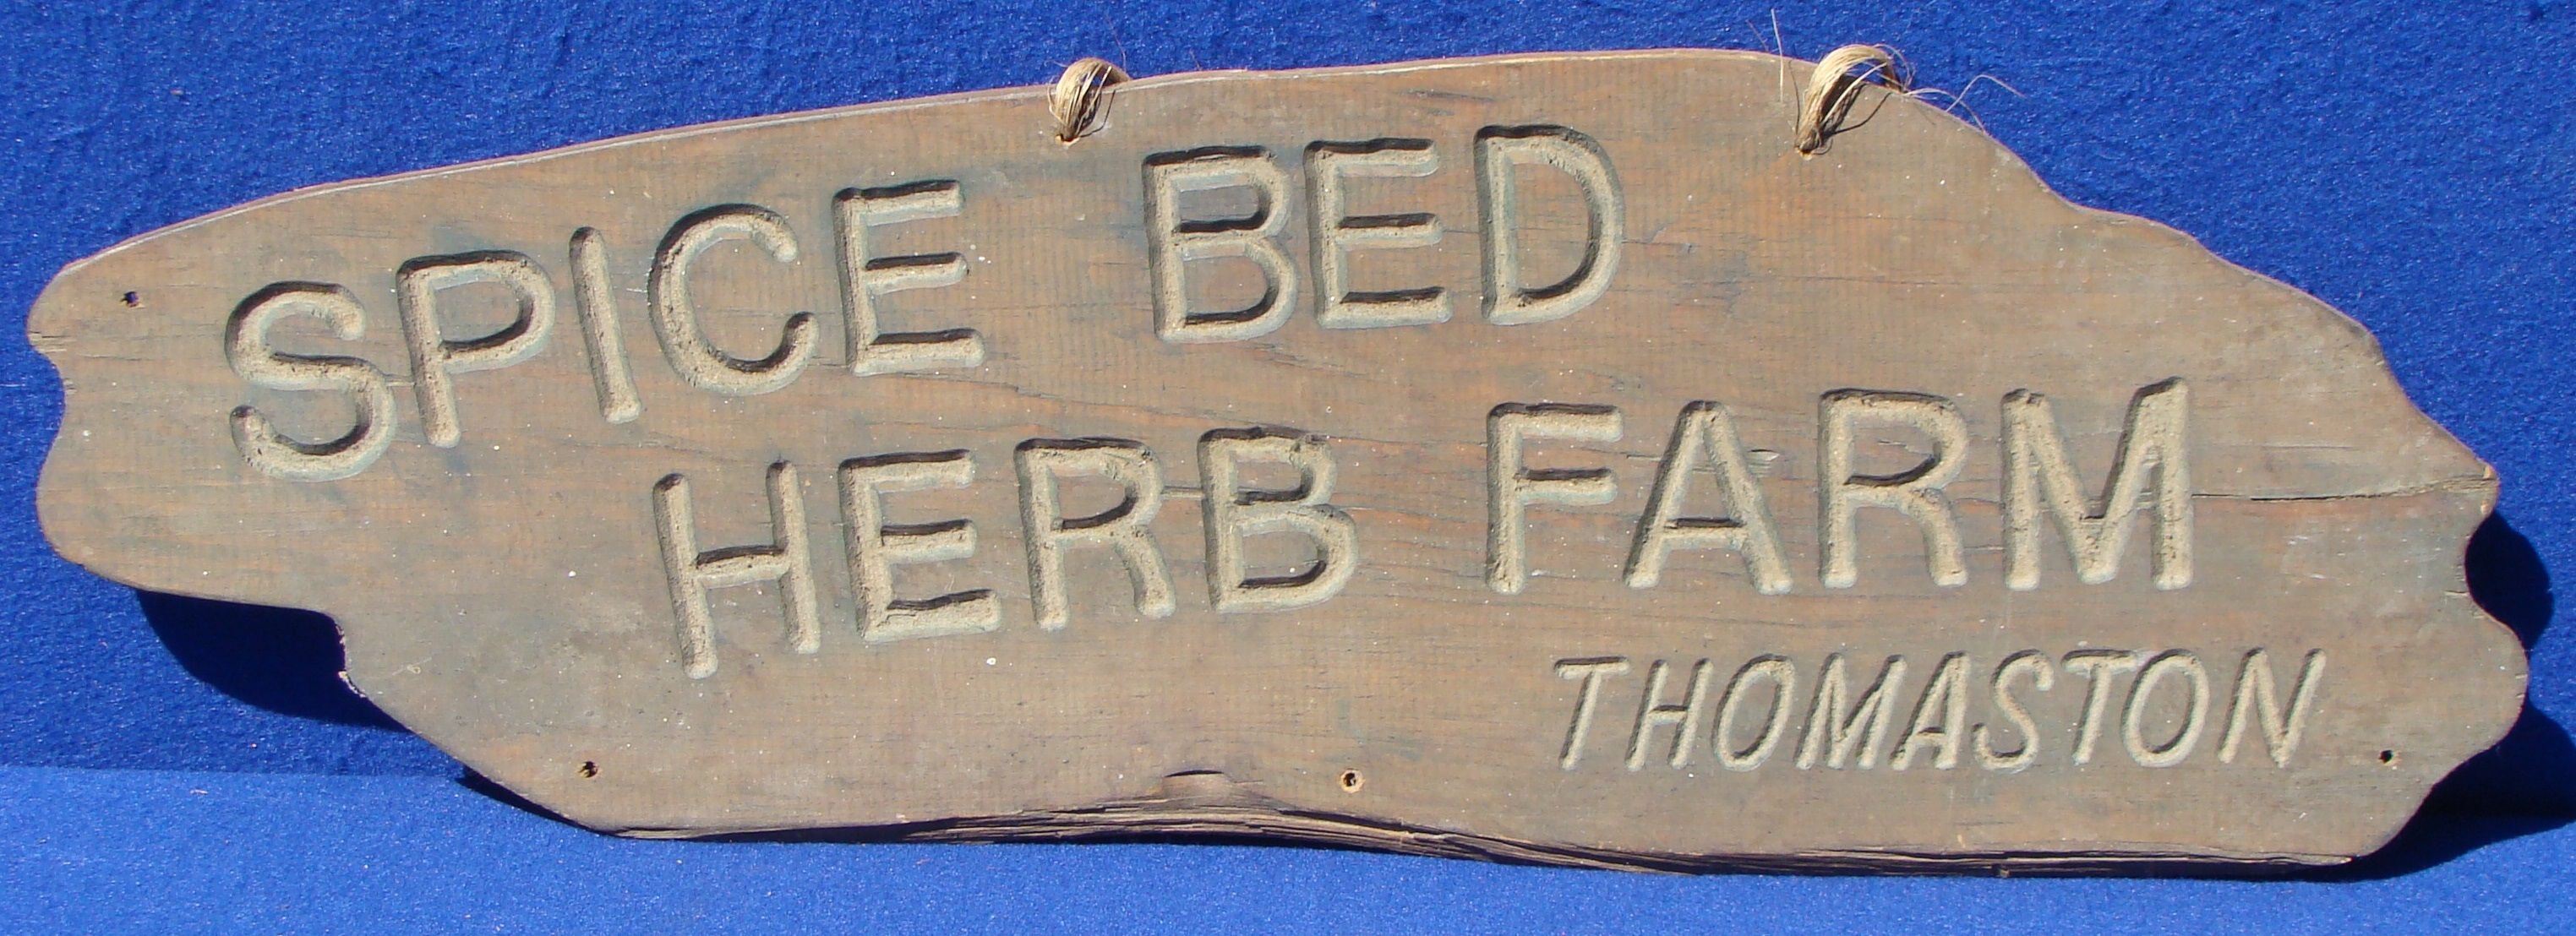 SPICE BED
HERB FARM
THOMASTON